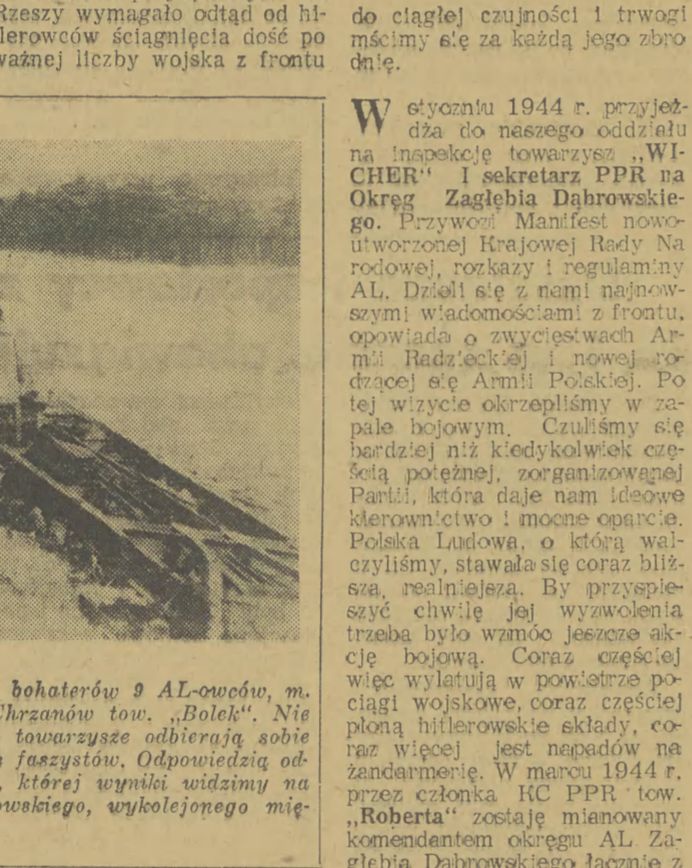 Rzeszy wymagało odtąd od hi-
lerowców ściągnięcia dość po
ważnej liczby wojska z frontu
bohaterów 9 AL-owców, m.
Chrzanów tow. „Bolek“. Nie
towarzysze odbierają sobie
faszystów. Odpowiedzią od-
, której wyniki widzimy na
owskiego, wykolejonego mię-
do ciągłej czujności i trwogi
mścimy się za każdą jego zbro
dnię.
W styczniu 1944 r. przyjeż-
dża do naszego oddziału
na inspekcję towarzysz „WI-
CHER“ I sekretarz PPR na
Okręg Zagłębia Dąbrowskie-
go. Przywozi Manifest nowo-
utworzonej Krajowej Rady Na
rodowej, rozkazy i regulaminy
AL. Dzieli się z nami najnow-
szymi wiadomościami z frontu,
opowiada o zwycięstwach Ar-
mii Radzieckiej i nowej ro-
dzącej się Armii Polskiej. Po
tej wizycie okrzepliśmy w za-
pale bojowym. Czuliśmy się
bardziej niż kiedykolwiek czę-
ścią potężnej, zorganizowanej
Partii, która daje nam ideowe
kierownictwo i mocne oparcie.
Polska Ludowa, o którą wal-
czyliśmy, stawała się coraz bliż-
sza, realniejsza. By przyspie-
szyć chwilę jej wyzwolenia
trzeba było wzmóc jeszcze ak-
cję bojową. Coraz częściej
więc wylatują w powietrze po-
ciągi wojskowe, coraz częściej
płoną hitlerowskie składy, co-
raz więcej jest napadów na
żandarmerię. W marcu 1944 r.
przez członka KC PPR tow.
„Roberta“ zostaję mianowany
komendantem okręgu AL Za-
głębia Dąbrowskiego łącznie z